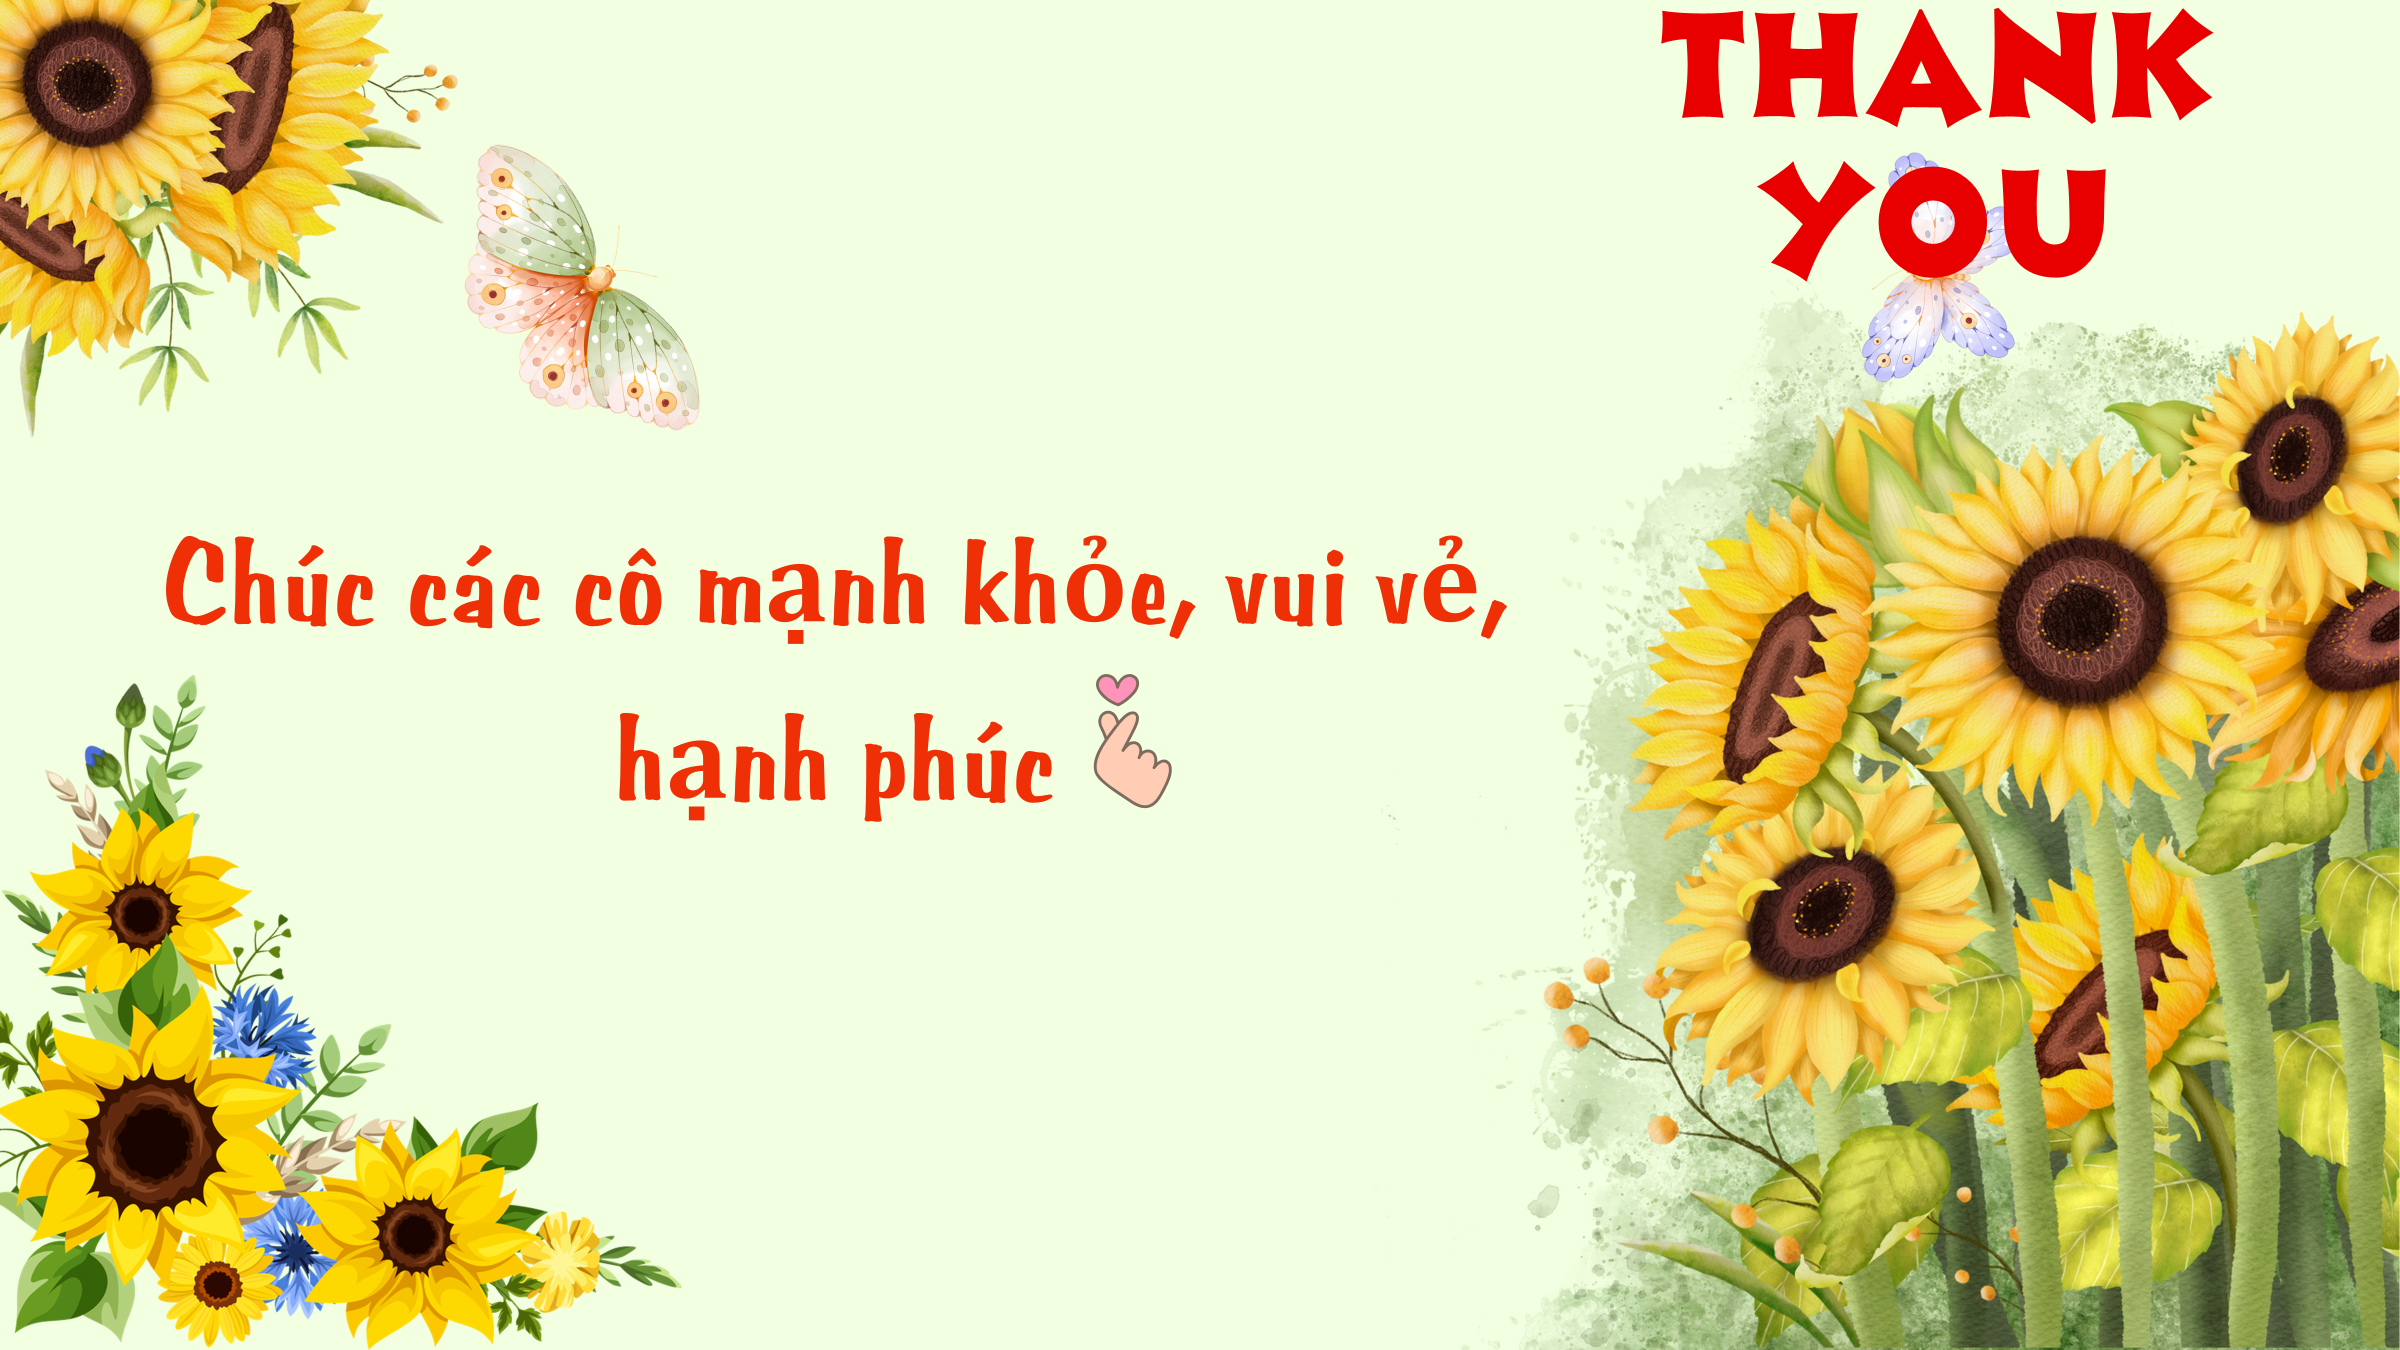 THANK
YOU
Chúc các cô mạnh khỏe, vui vẻ,
hạnh phúc